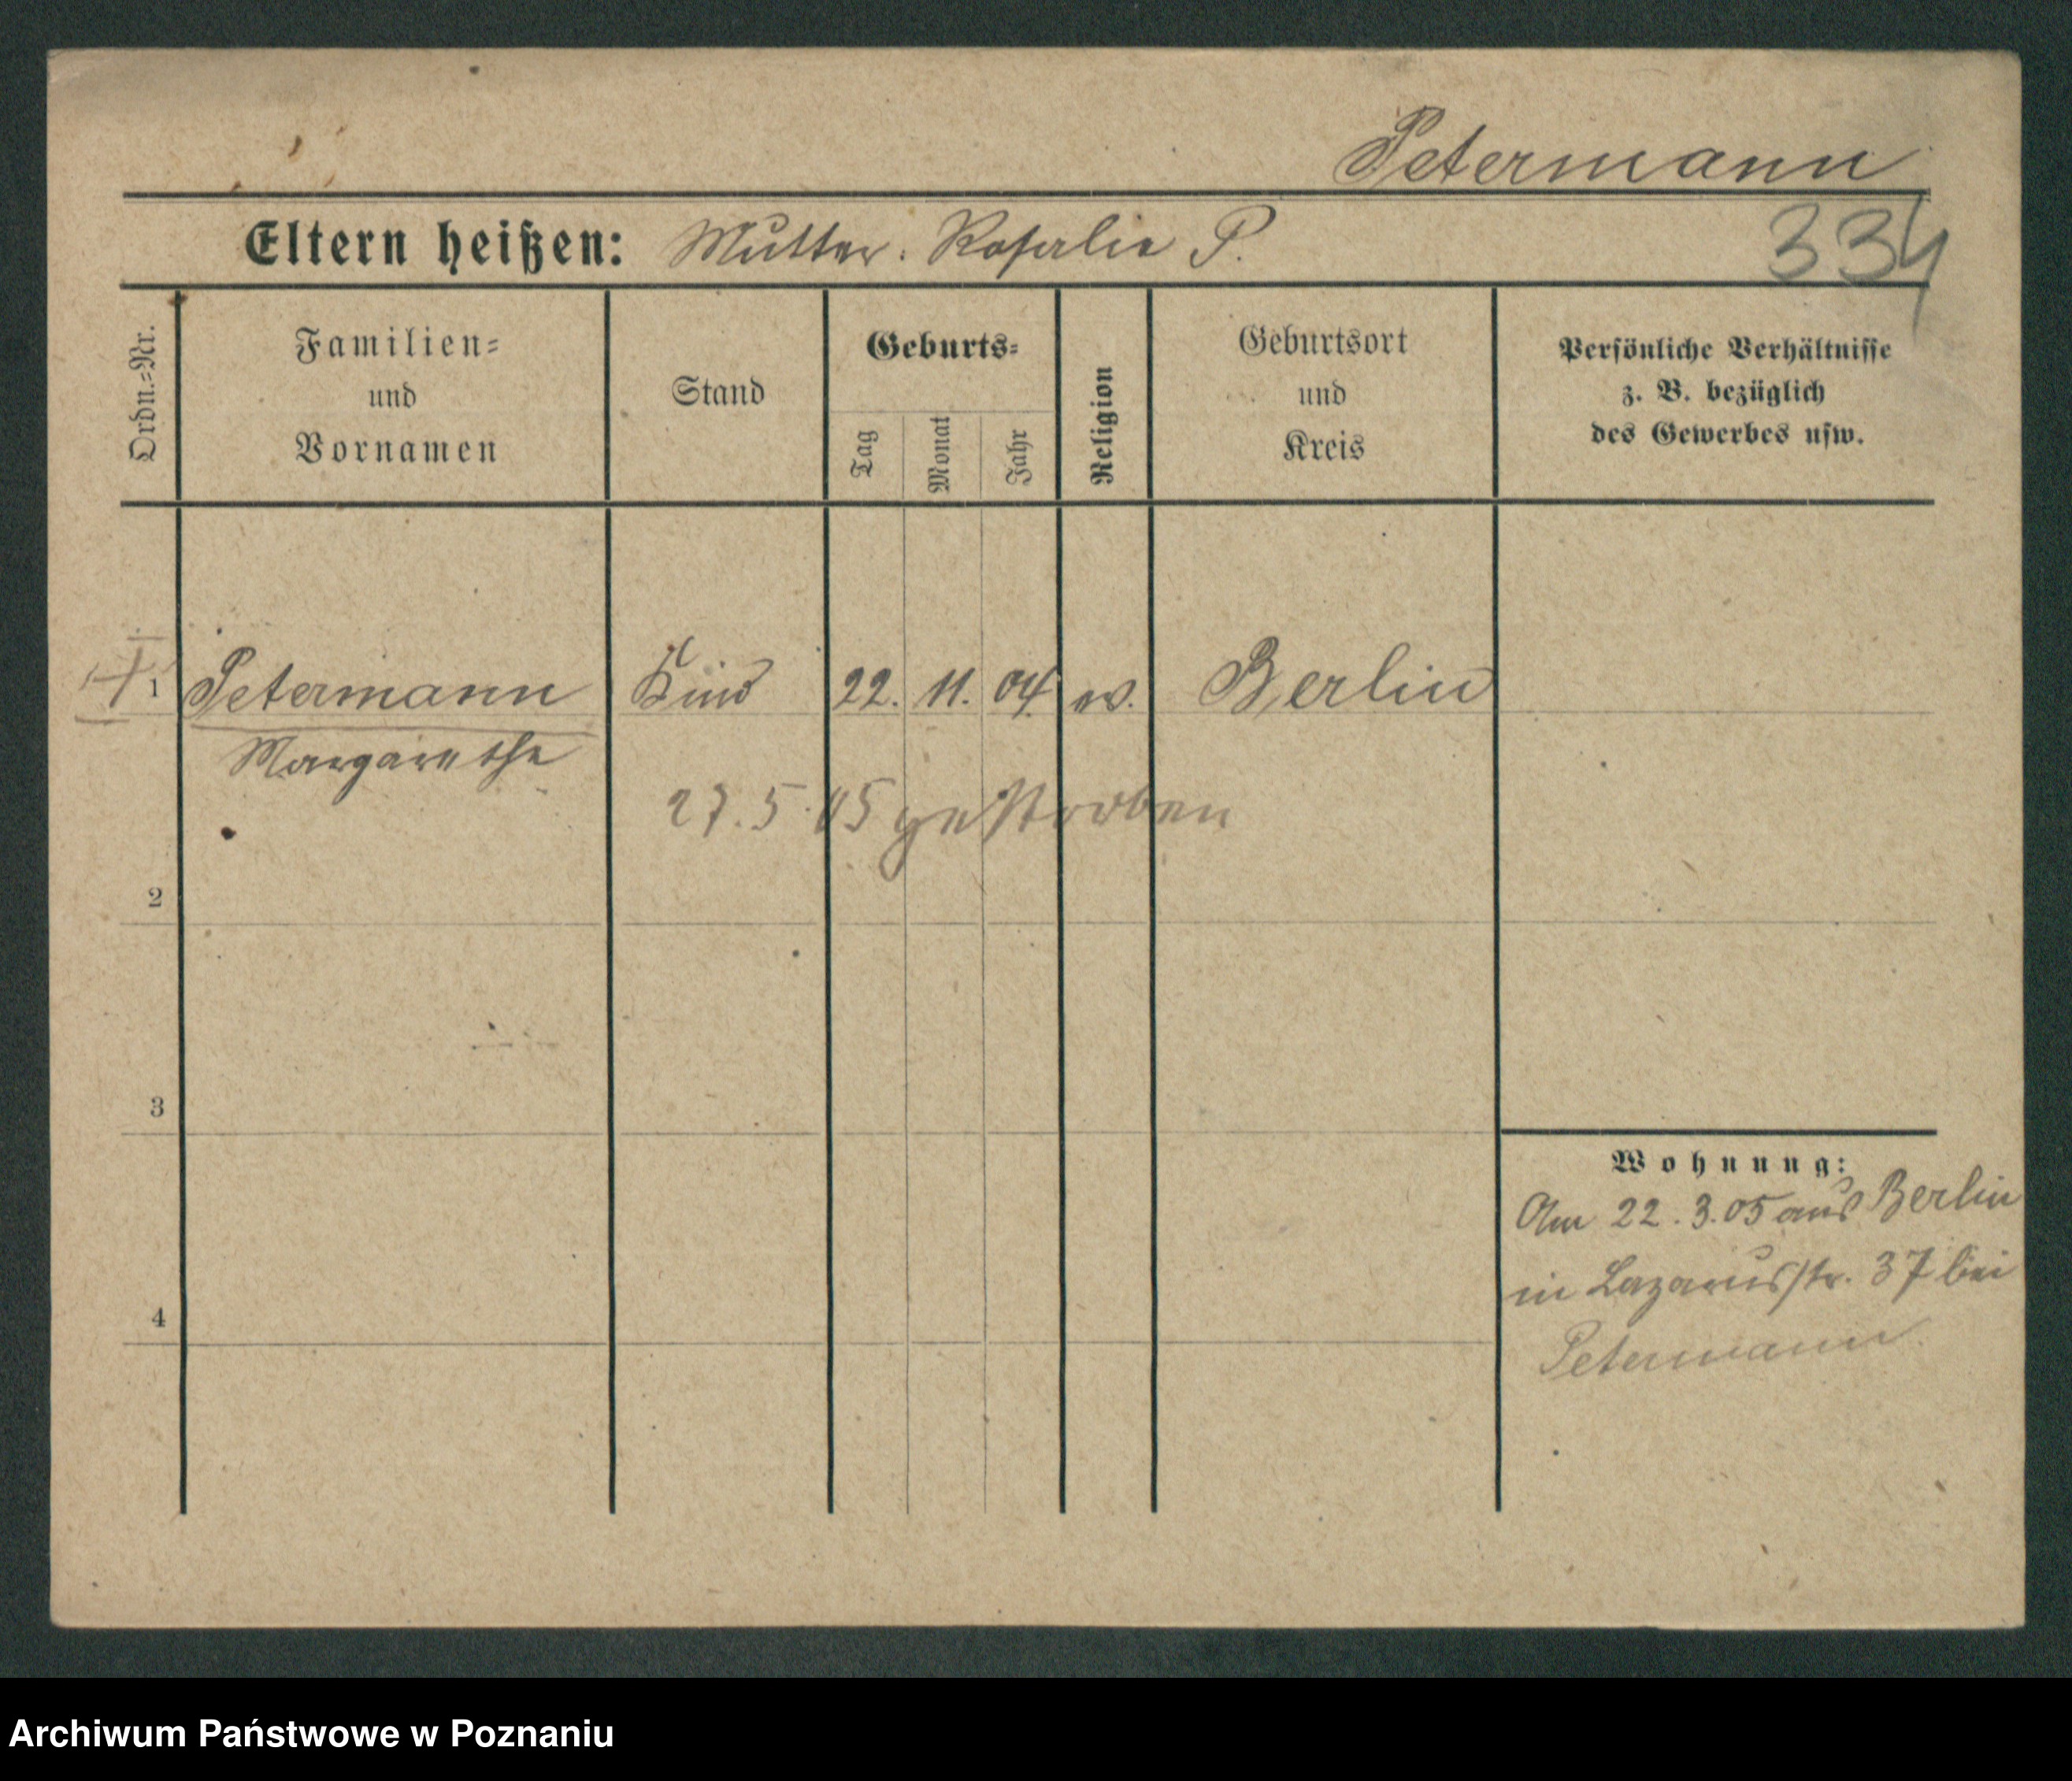 Petermann
334
Eltern heißen: Mutter: Rosalie P.
Ordn.=Nr.
Familien=
und
Vornamen
Stand
Geburts=
Tag
Monat
Jahr
Religion
Geburtsort
und
Kreis
Persönliche Verhältnisse
z. B. bezüglich
des Gewerbes usw.
1 Petermann Kind 22. 11. 04. ev. Berlin
Margarethe
27.5.05 gestorben
2
3
4
Wohnung:
Am 22.3.05 aus Berlin
in Lazarusstr. 37 bei
Petermann.
Archiwum Państwowe w Poznaniu